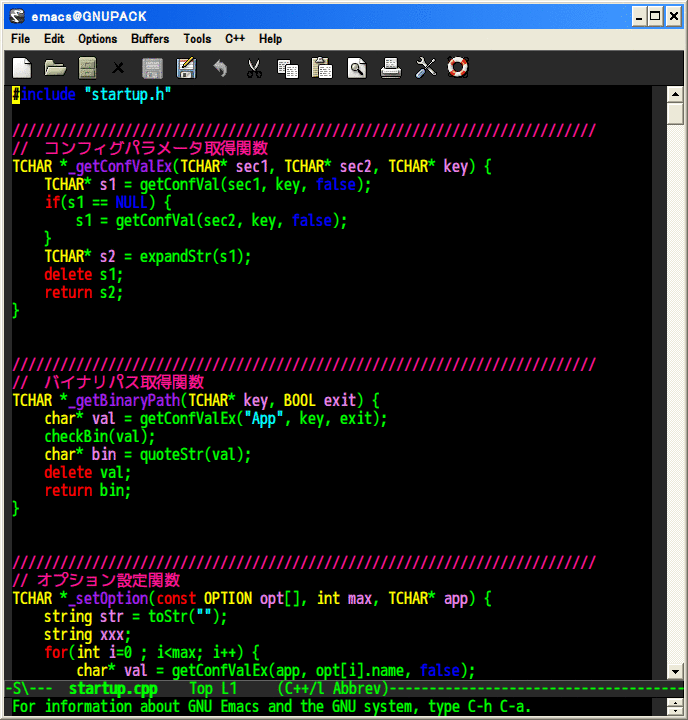 emacs@GNUPACK
File Edit Options Buffers Tools C++ Help
#include "startup.h"
/////////////////////////////////////////////////////////////////////////
//  コンフィグパラメータ取得関数
TCHAR *_getConfValEx(TCHAR* sec1, TCHAR* sec2, TCHAR* key) {
    TCHAR* s1 = getConfVal(sec1, key, false);
    if(s1 == NULL) {
        s1 = getConfVal(sec2, key, false);
    }
    TCHAR* s2 = expandStr(s1);
    delete s1;
    return s2;
}
/////////////////////////////////////////////////////////////////////////
//  バイナリパス取得関数
TCHAR *_getBinaryPath(TCHAR* key, BOOL exit) {
    char* val = getConfValEx("App", key, exit);
    checkBin(val);
    char* bin = quoteStr(val);
    delete val;
    return bin;
}
/////////////////////////////////////////////////////////////////////////
// オプション設定関数
TCHAR *_setOption(const OPTION opt[], int max, TCHAR* app) {
    string str = toStr("");
    string xxx;
    for(int i=0 ; i<max; i++) {
        char* val = getConfValEx(app, opt[i].name, false);
-S\---  startup.cpp    Top L1     (C++/l Abbrev)-------------------------------------
For information about GNU Emacs and the GNU system, type C-h C-a.